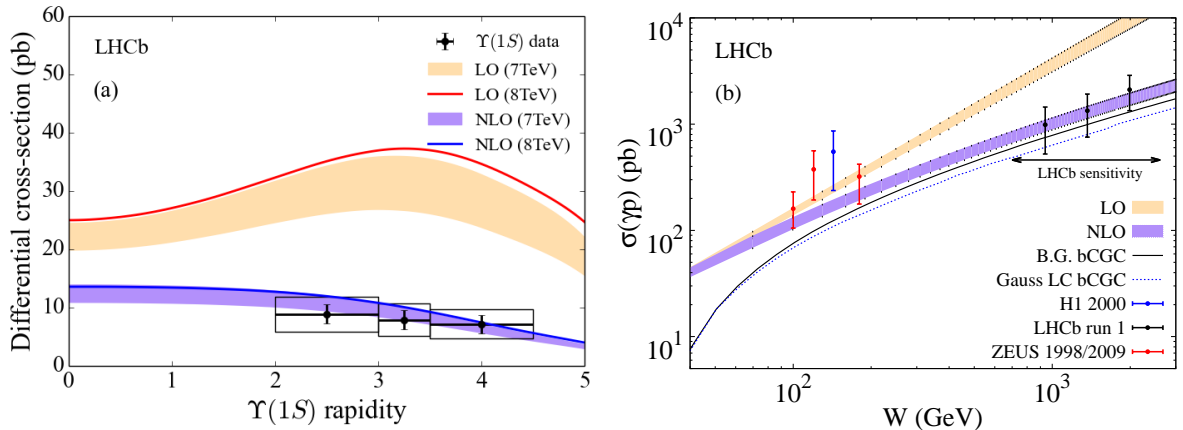 LHCb
(a)
Υ(1S) data
LO (7TeV)
LO (8TeV)
NLO (7TeV)
NLO (8TeV)
Differential cross-section (pb)
60
50
40
30
20
10
0
0 1 2 3 4 5
Υ(1S) rapidity
LHCb
(b)
σ(γp) (pb)
10⁴
10³
10²
10¹
LHCb sensitivity
LO
NLO
B.G. bCGC
Gauss LC bCGC
H1 2000
LHCb run 1
ZEUS 1998/2009
10² 10³
W (GeV)